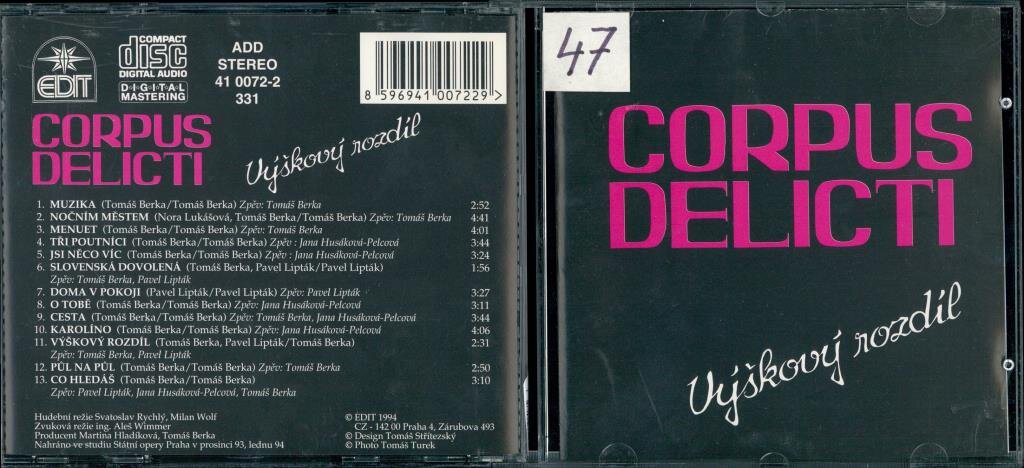 EDIT
COMPACT
disc
DIGITAL AUDIO
DIGITAL
MASTERING
ADD
STEREO
41 0072-2
331
8 596941 007229 >
CORPUS
DELICTI
Výškový rozdíl
1. MUZIKA (Tomáš Berka/Tomáš Berka) Zpěv: Tomáš Berka 2:52
2. NOČNÍM MĚSTEM (Nora Lukášová, Tomáš Berka/Tomáš Berka) Zpěv: Tomáš Berka 4:41
3. MENUET (Tomáš Berka/Tomáš Berka) Zpěv: Tomáš Berka 4:01
4. TŘI POUTNÍCI (Tomáš Berka/Tomáš Berka) Zpěv : Jana Husáková-Pelcová 3:44
5. JSI NĚCO VÍC (Tomáš Berka/Tomáš Berka) Zpěv : Jana Husáková-Pelcová 3:24
6. SLOVENSKÁ DOVOLENÁ (Tomáš Berka, Pavel Lipták/Pavel Lipták) 1:56
Zpěv: Tomáš Berka, Pavel Lipták
7. DOMA V POKOJI (Pavel Lipták/Pavel Lipták) Zpěv: Pavel Lipták 3:27
8. O TOBĚ (Tomáš Berka/Tomáš Berka) Zpěv: Jana Husáková-Pelcová 3:11
9. CESTA (Tomáš Berka/Tomáš Berka) Zpěv: Tomáš Berka, Jana Husáková-Pelcová 3:44
10. KAROLÍNO (Tomáš Berka/Tomáš Berka) Zpěv: Jana Husáková-Pelcová 4:06
11. VÝŠKOVÝ ROZDÍL (Tomáš Berka, Pavel Lipták/Tomáš Berka) 2:31
Zpěv: Tomáš Berka, Pavel Lipták
12. PŮL NA PŮL (Tomáš Berka/Tomáš Berka) Zpěv: Tomáš Berka 2:50
13. CO HLEDÁŠ (Tomáš Berka/Tomáš Berka) 3:10
Zpěv: Pavel Lipták, Jana Husáková-Pelcová, Tomáš Berka
Hudební režie Svatoslav Rychlý, Milan Wolf
Zvuková režie ing. Aleš Wimmer
Producent Martina Hladíková, Tomáš Berka
Nahráno ve studiu Státní opery Praha v prosinci 93, lednu 94
© EDIT 1994
CZ - 142 00 Praha 4, Zárubova 493
© Design Tomáš Střítezský
© Photo Tomáš Turek
47
CORPUS
DELICTI
Výškový rozdíl